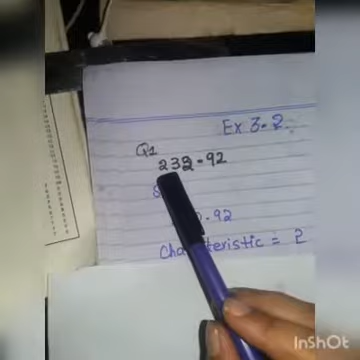 Ex 3.2
Q1
232.92
.92
Characteristic = 2
InShOt